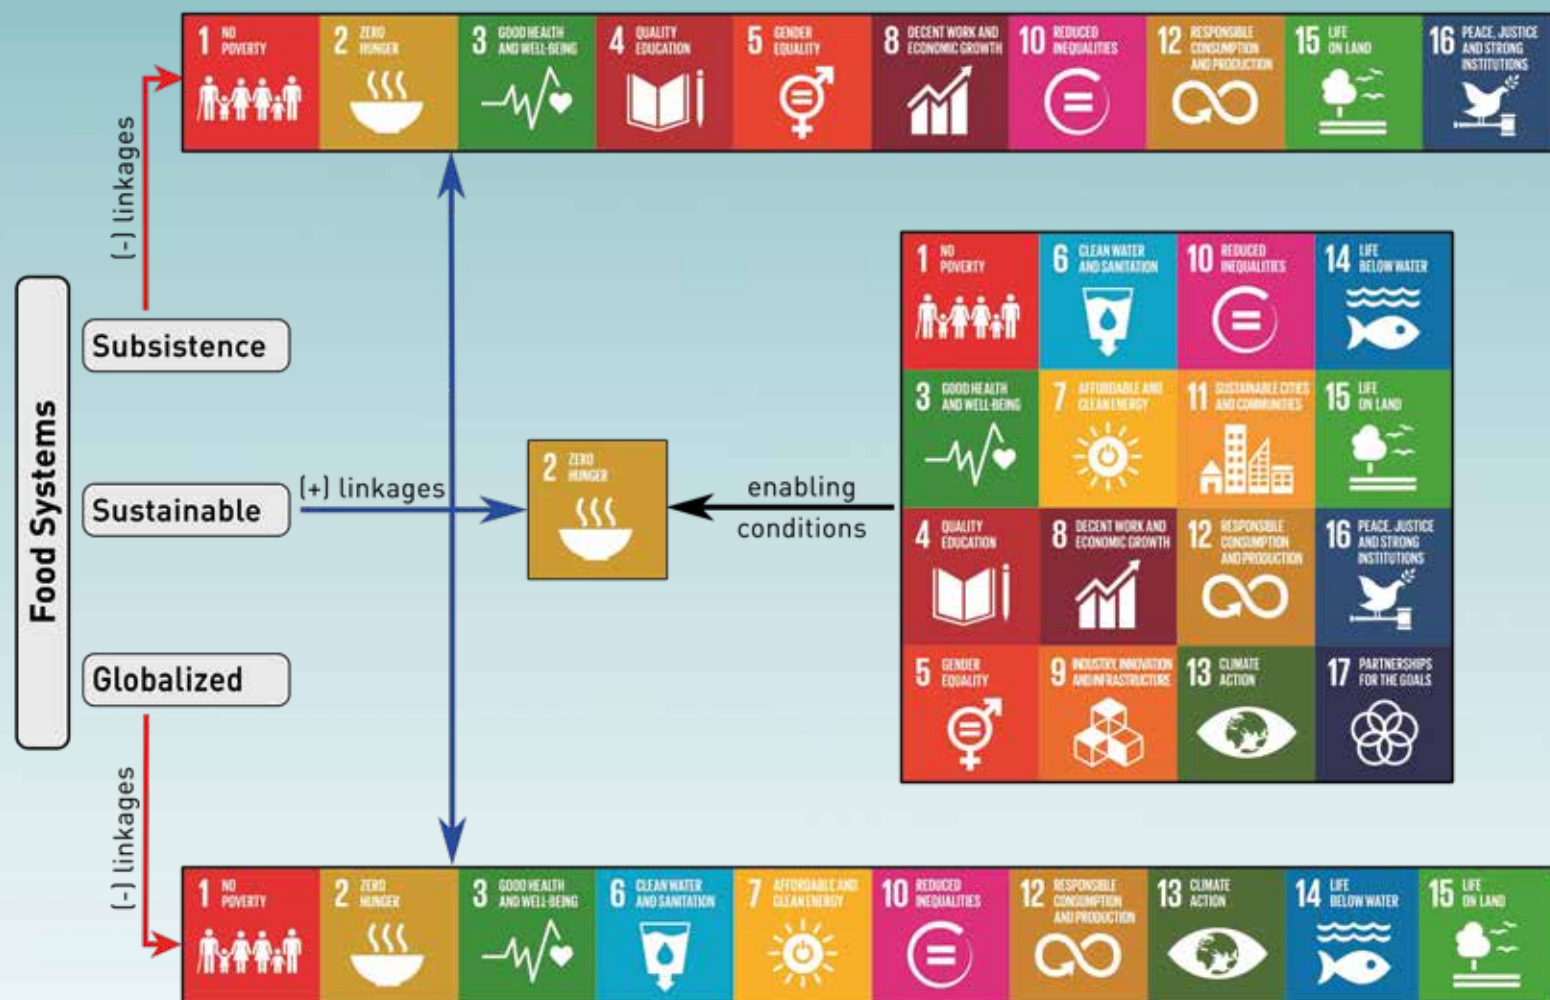 1 NO
POVERTY
2 ZERO
HUNGER
3 GOOD HEALTH
AND WELL-BEING
4 QUALITY
EDUCATION
5 GENDER
EQUALITY
8 DECENT WORK AND
ECONOMIC GROWTH
10 REDUCED
INEQUALITIES
12 RESPONSIBLE
CONSUMPTION
AND PRODUCTION
15 LIFE
ON LAND
16 PEACE, JUSTICE
AND STRONG
INSTITUTIONS
(-) linkages
Food Systems
Subsistence
Sustainable
Globalized
(+) linkages
2 ZERO
HUNGER
enabling
conditions
1 NO
POVERTY
6 CLEAN WATER
AND SANITATION
10 REDUCED
INEQUALITIES
14 LIFE
BELOW WATER
3 GOOD HEALTH
AND WELL-BEING
7 AFFORDABLE AND
CLEAN ENERGY
11 SUSTAINABLE CITIES
AND COMMUNITIES
15 LIFE
ON LAND
4 QUALITY
EDUCATION
8 DECENT WORK AND
ECONOMIC GROWTH
12 RESPONSIBLE
CONSUMPTION
AND PRODUCTION
16 PEACE, JUSTICE
AND STRONG
INSTITUTIONS
5 GENDER
EQUALITY
9 INDUSTRY, INNOVATION
AND INFRASTRUCTURE
13 CLIMATE
ACTION
17 PARTNERSHIPS
FOR THE GOALS
(-) linkages
1 NO
POVERTY
2 ZERO
HUNGER
3 GOOD HEALTH
AND WELL-BEING
6 CLEAN WATER
AND SANITATION
7 AFFORDABLE AND
CLEAN ENERGY
10 REDUCED
INEQUALITIES
12 RESPONSIBLE
CONSUMPTION
AND PRODUCTION
13 CLIMATE
ACTION
14 LIFE
BELOW WATER
15 LIFE
ON LAND